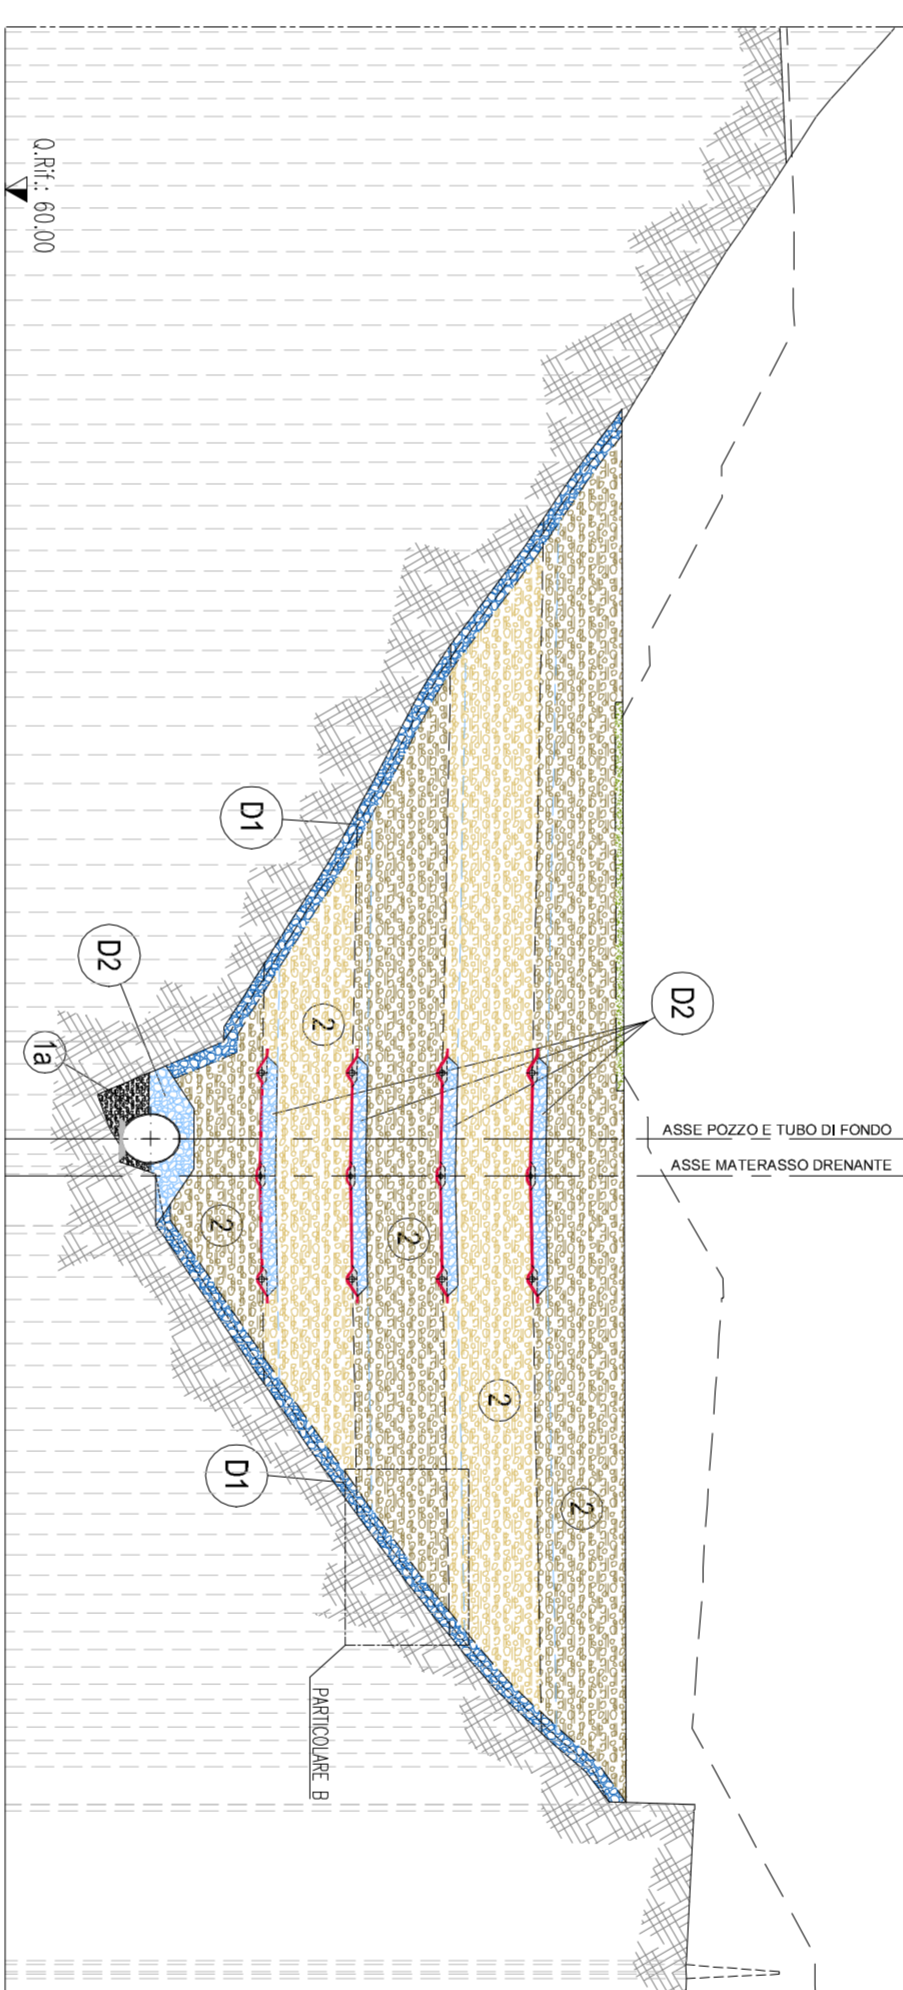 Q.Rif.: 60.00
D1
D2
1a
2
D2
ASSE POZZO E TUBO DI FONDO
ASSE MATERASSO DRENANTE
2
2
2
2
D1
PARTICOLARE B